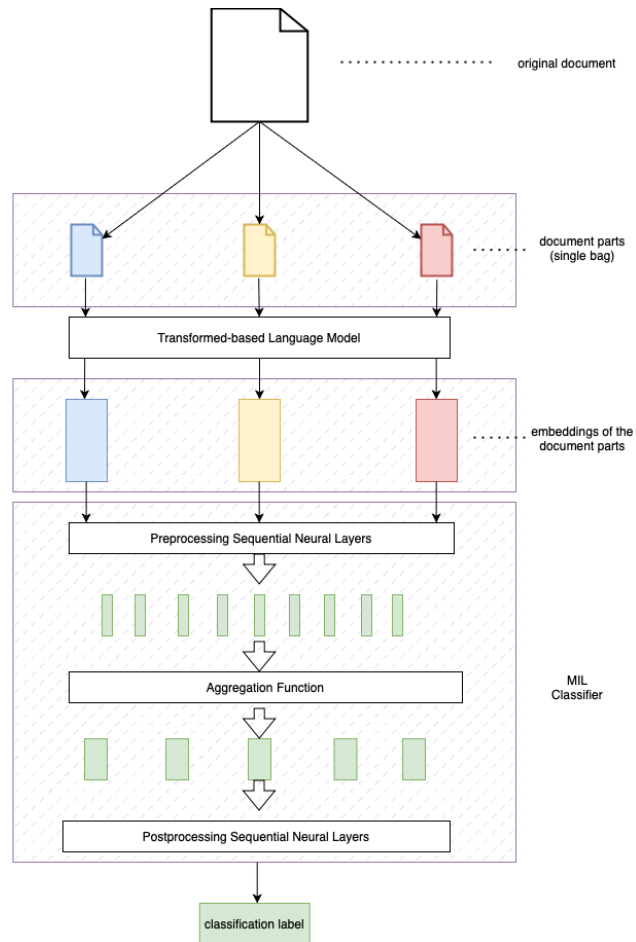 original document
document parts
(single bag)
Transformed-based Language Model
embeddings of the
document parts
Preprocessing Sequential Neural Layers
Aggregation Function
MIL
Classifier
Postprocessing Sequential Neural Layers
classification label